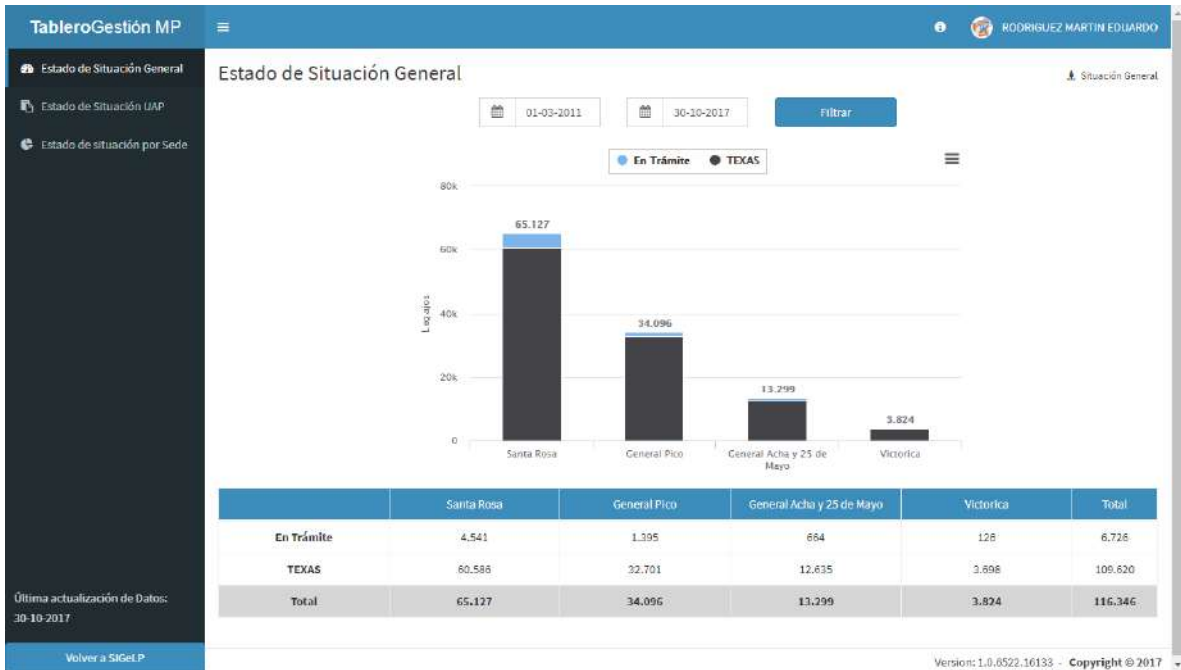 TableroGestión MP
RODRIGUEZ MARTIN EDUARDO
Estado de Situación General
Estado de Situación UAP
Estado de situación por Sede
Estado de Situación General
Situación General
01-03-2011
30-10-2017
Filtrar
En Trámite
TEXAS
80k
60k
40k
20k
0
Legajos
65.127
34.096
13.299
3.824
Santa Rosa
General Pico
General Acha y 25 de
Mayo
Victorica
Santa Rosa General Pico General Acha y 25 de Mayo Victorica Total
En Trámite 4.541 1.395 664 126 6.726
TEXAS 60.586 32.701 12.635 3.698 109.620
Total 65.127 34.096 13.299 3.824 116.346
Última actualización de Datos:
30-10-2017
Volver a SIGeLP
Version: 1.0.6522.16133 - Copyright © 2017